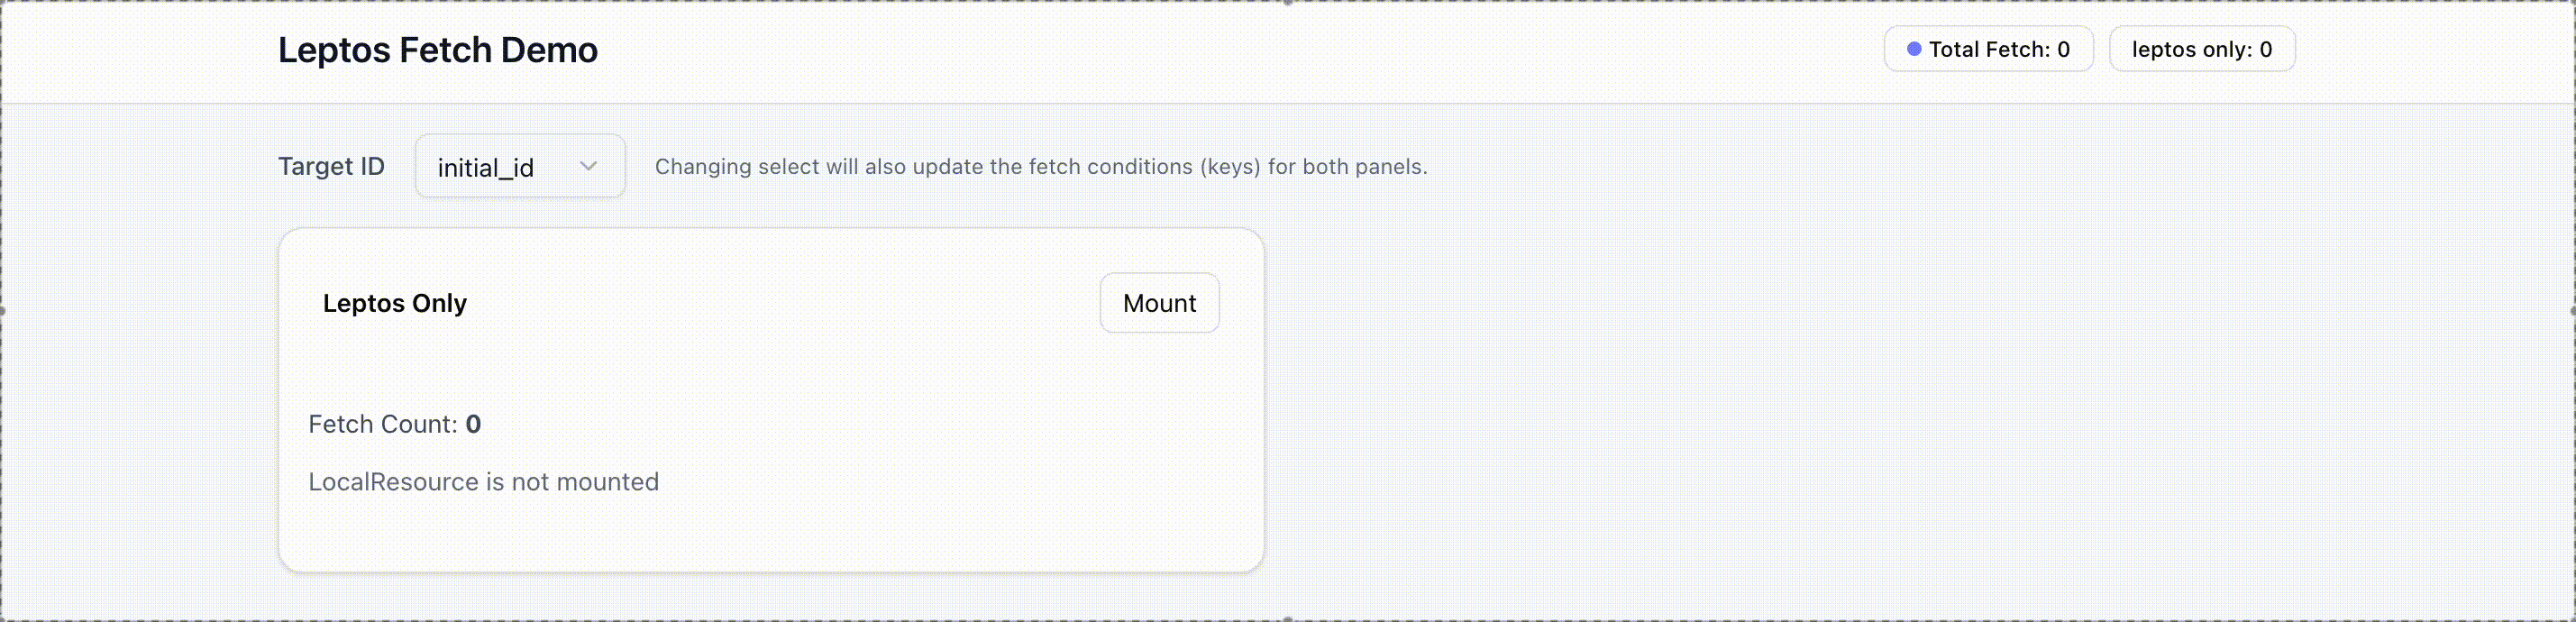 Leptos Fetch Demo
Total Fetch: 0
leptos only: 0
Target ID
initial_id
Changing select will also update the fetch conditions (keys) for both panels.
Leptos Only
Mount
Fetch Count: 0
LocalResource is not mounted